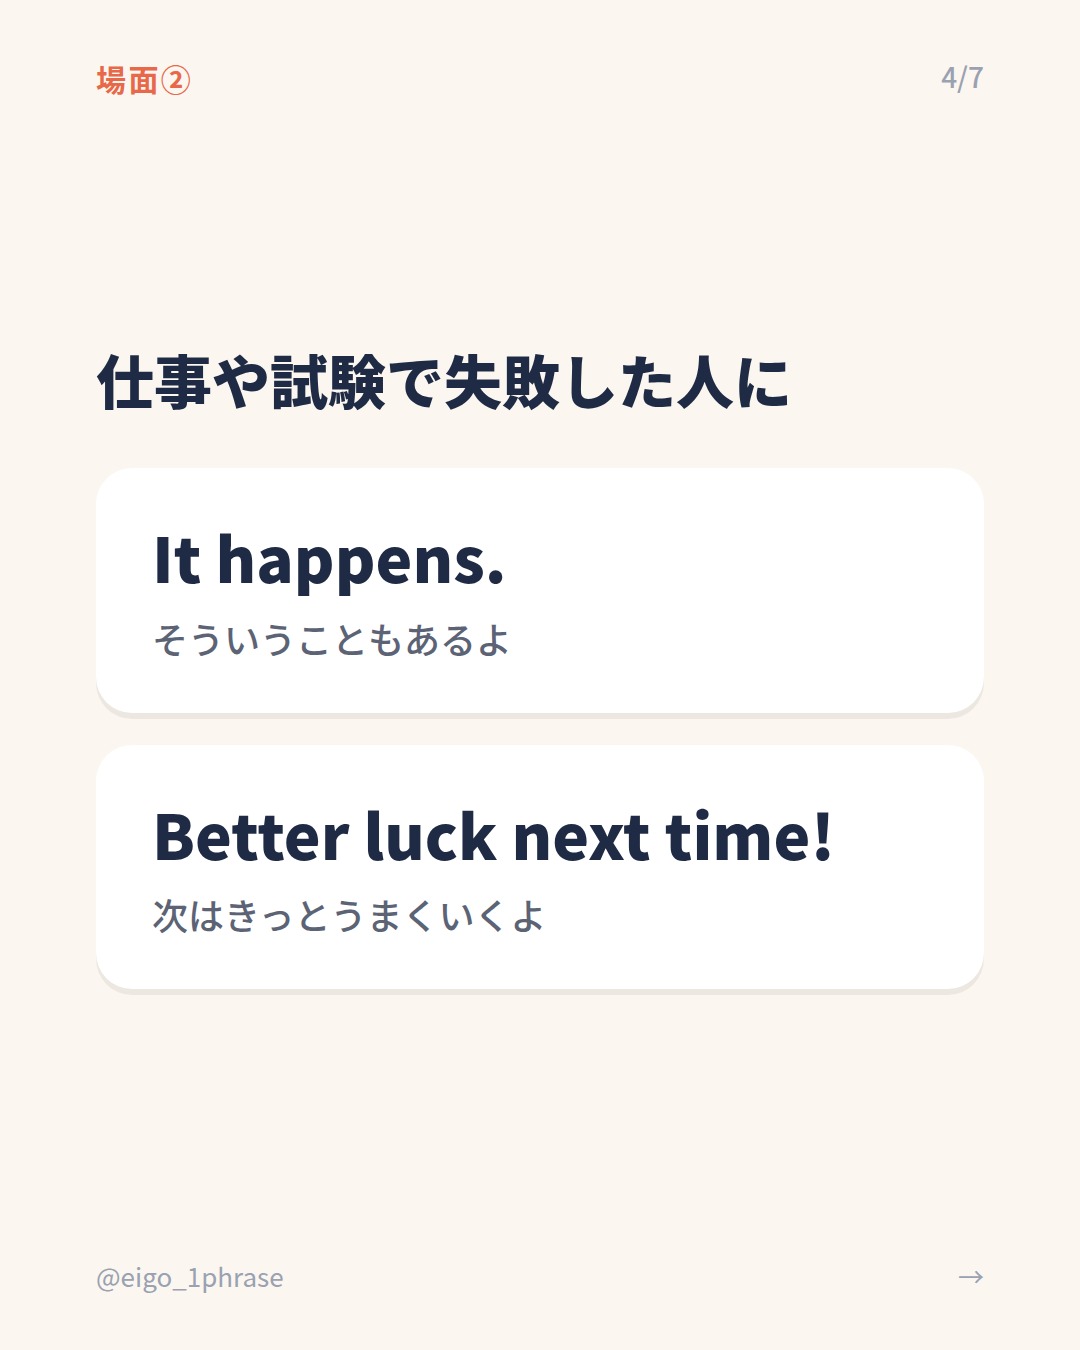 場面②
4/7
仕事や試験で失敗した人に
It happens.
そういうこともあるよ
Better luck next time!
次はきっとうまくいくよ
@eigo_1phrase
→